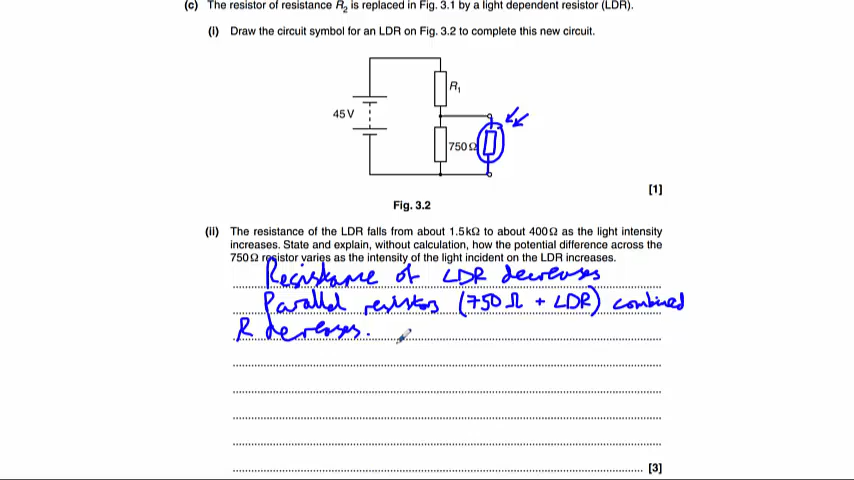 (c) The resistor of resistance R₂ is replaced in Fig. 3.1 by a light dependent resistor (LDR).
(i) Draw the circuit symbol for an LDR on Fig. 3.2 to complete this new circuit.
R₁
45 V
750 Ω
[1]
Fig. 3.2
(ii) The resistance of the LDR falls from about 1.5 kΩ to about 400 Ω as the light intensity
increases. State and explain, without calculation, how the potential difference across the
750 Ω resistor varies as the intensity of the light incident on the LDR increases.
Resistance of LDR decreases
Parallel resistors (750 Ω + LDR) combined
R decreases.
[3]